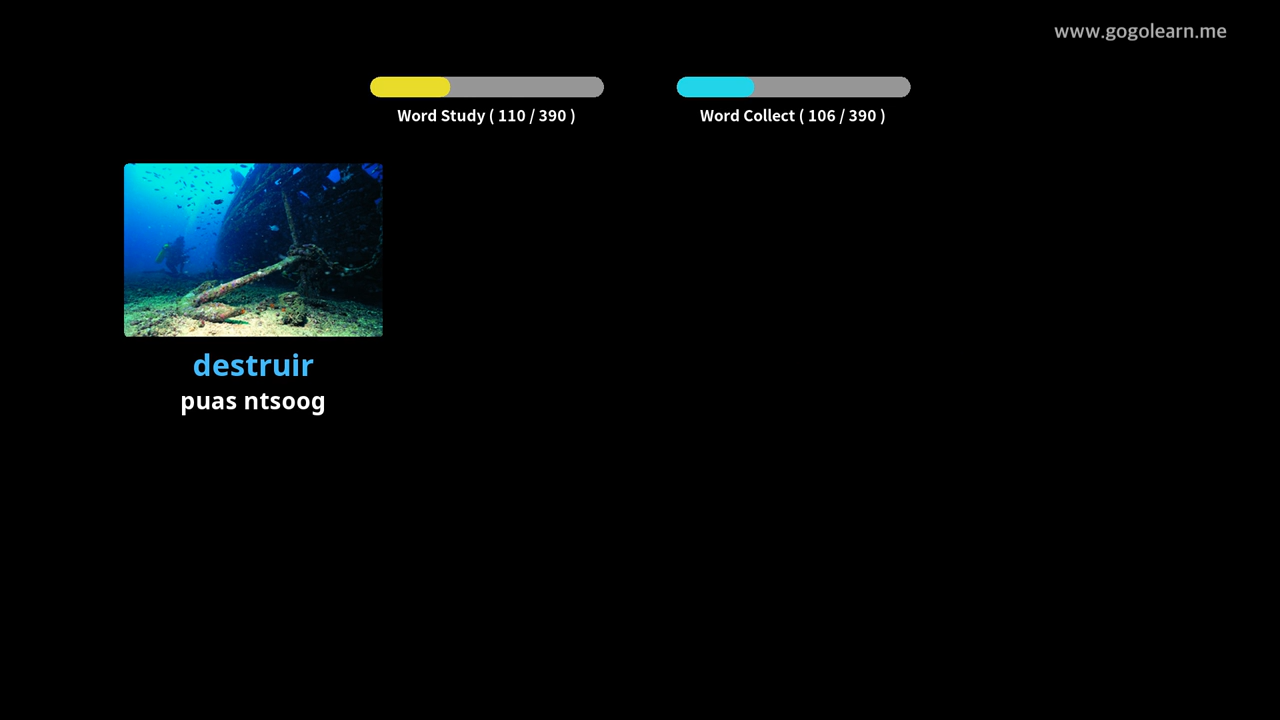 www.gogolearn.me
Word Study ( 110 / 390 )
Word Collect ( 106 / 390 )
destruir
puas ntsoog